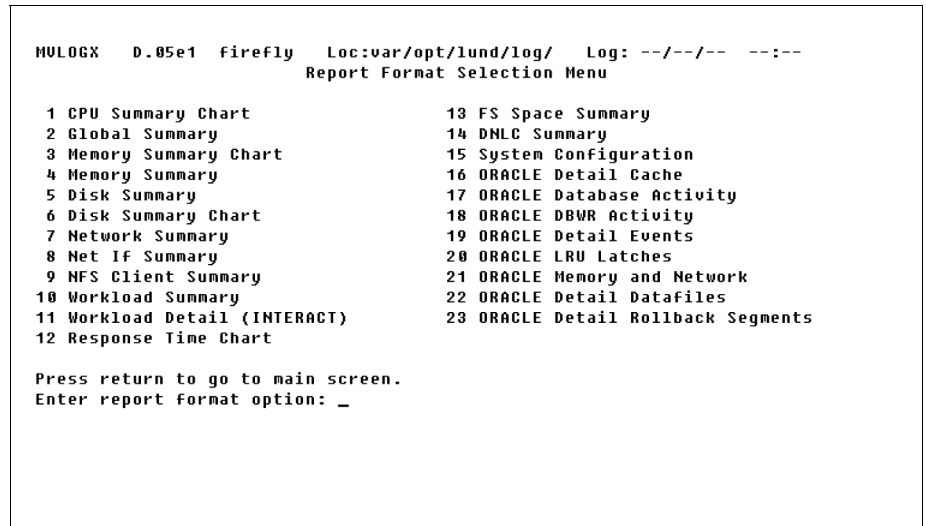 MVLOGX D.05e1 firefly Loc:var/opt/lund/log/ Log: --/--/-- --:--
Report Format Selection Menu
1 CPU Summary Chart 13 FS Space Summary
2 Global Summary 14 DNLC Summary
3 Memory Summary Chart 15 System Configuration
4 Memory Summary 16 ORACLE Detail Cache
5 Disk Summary 17 ORACLE Database Activity
6 Disk Summary Chart 18 ORACLE DBWR Activity
7 Network Summary 19 ORACLE Detail Events
8 Net If Summary 20 ORACLE LRU Latches
9 NFS Client Summary 21 ORACLE Memory and Network
10 Workload Summary 22 ORACLE Detail Datafiles
11 Workload Detail (INTERACT) 23 ORACLE Detail Rollback Segments
12 Response Time Chart
Press return to go to main screen.
Enter report format option: _